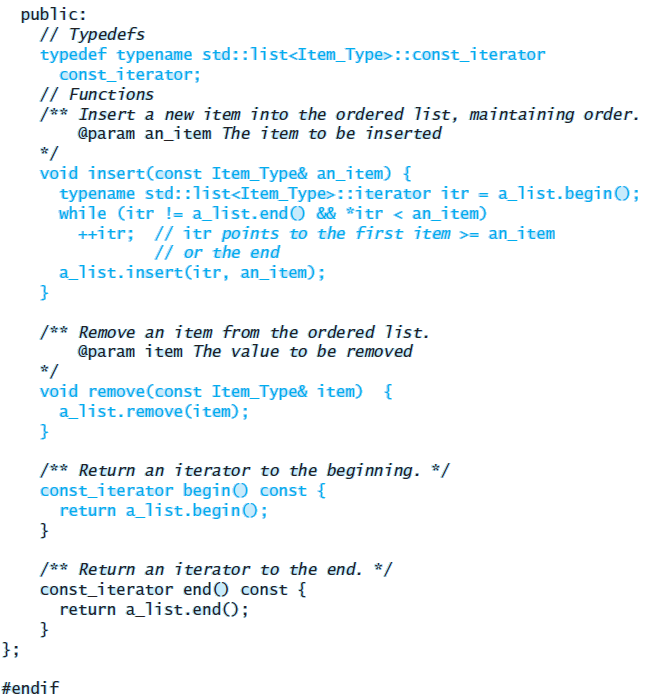 public:
// Typedefs
typedef typename std::list<Item_Type>::const_iterator
const_iterator;
// Functions
/** Insert a new item into the ordered list, maintaining order.
@param an_item The item to be inserted
*/
void insert(const Item_Type& an_item) {
typename std::list<Item_Type>::iterator itr = a_list.begin();
while (itr != a_list.end() && *itr < an_item)
++itr; // itr points to the first item >= an_item
// or the end
a_list.insert(itr, an_item);
}
/** Remove an item from the ordered list.
@param item The value to be removed
*/
void remove(const Item_Type& item) {
a_list.remove(item);
}
/** Return an iterator to the beginning. */
const_iterator begin() const {
return a_list.begin();
}
/** Return an iterator to the end. */
const_iterator end() const {
return a_list.end();
}
};
#endif